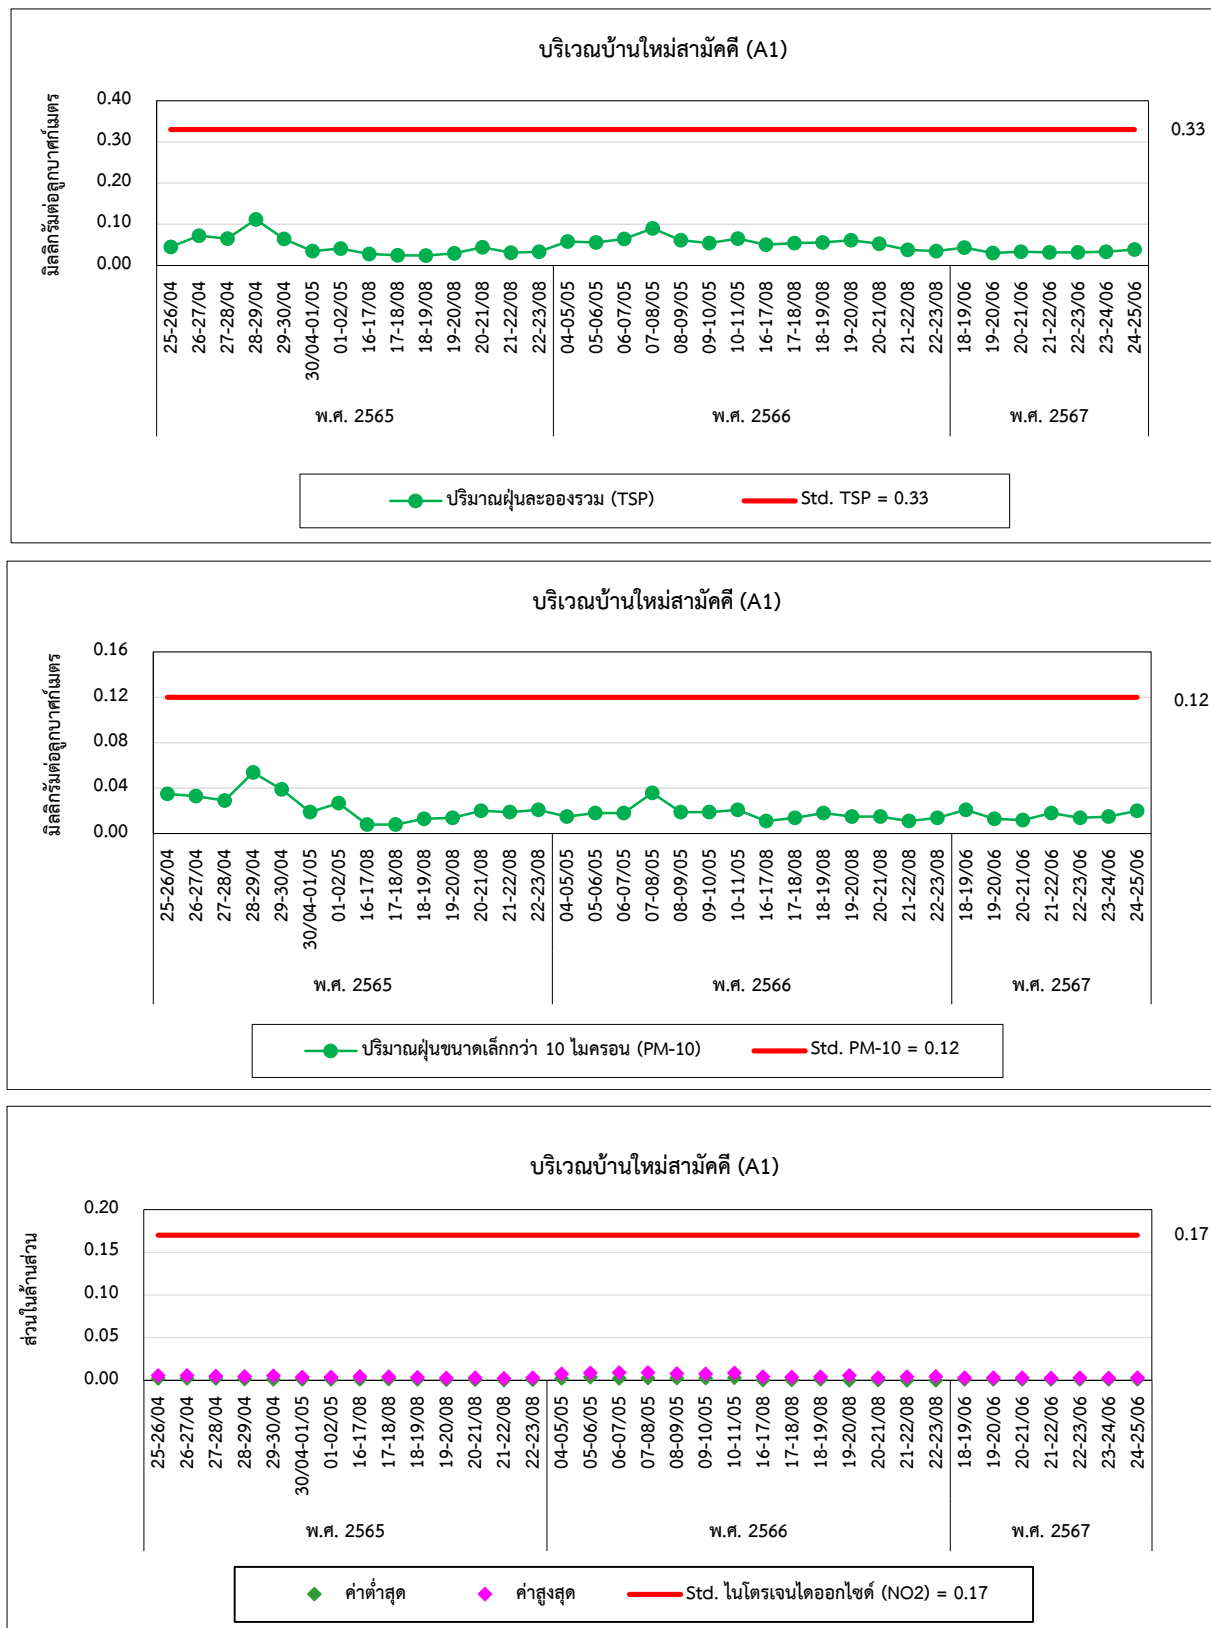 บริเวณบ้านใหม่สามัคคี (A1)
มิลลิกรัมต่อลูกบาศก์เมตร
0.40
0.30
0.20
0.10
0.00
0.33
25-26/04 26-27/04 27-28/04 28-29/04 29-30/04 30/04-01/05 01-02/05 16-17/08 17-18/08 18-19/08 19-20/08 20-21/08 21-22/08 22-23/08 04-05/05 05-06/05 06-07/05 07-08/05 08-09/05 09-10/05 10-11/05 16-17/08 17-18/08 18-19/08 19-20/08 20-21/08 21-22/08 22-23/08 18-19/06 19-20/06 20-21/06 21-22/06 22-23/06 23-24/06 24-25/06
พ.ศ. 2565 พ.ศ. 2566 พ.ศ. 2567
ปริมาณฝุ่นละอองรวม (TSP) Std. TSP = 0.33
บริเวณบ้านใหม่สามัคคี (A1)
มิลลิกรัมต่อลูกบาศก์เมตร
0.16
0.12
0.08
0.04
0.00
0.12
25-26/04 26-27/04 27-28/04 28-29/04 29-30/04 30/04-01/05 01-02/05 16-17/08 17-18/08 18-19/08 19-20/08 20-21/08 21-22/08 22-23/08 04-05/05 05-06/05 06-07/05 07-08/05 08-09/05 09-10/05 10-11/05 16-17/08 17-18/08 18-19/08 19-20/08 20-21/08 21-22/08 22-23/08 18-19/06 19-20/06 20-21/06 21-22/06 22-23/06 23-24/06 24-25/06
พ.ศ. 2565 พ.ศ. 2566 พ.ศ. 2567
ปริมาณฝุ่นขนาดเล็กกว่า 10 ไมครอน (PM-10) Std. PM-10 = 0.12
บริเวณบ้านใหม่สามัคคี (A1)
ส่วนในล้านส่วน
0.20
0.15
0.10
0.05
0.00
0.17
25-26/04 26-27/04 27-28/04 28-29/04 29-30/04 30/04-01/05 01-02/05 16-17/08 17-18/08 18-19/08 19-20/08 20-21/08 21-22/08 22-23/08 04-05/05 05-06/05 06-07/05 07-08/05 08-09/05 09-10/05 10-11/05 16-17/08 17-18/08 18-19/08 19-20/08 20-21/08 21-22/08 22-23/08 18-19/06 19-20/06 20-21/06 21-22/06 22-23/06 23-24/06 24-25/06
พ.ศ. 2565 พ.ศ. 2566 พ.ศ. 2567
ค่าต่ำสุด ค่าสูงสุด Std. ไนโตรเจนไดออกไซด์ (NO2) = 0.17